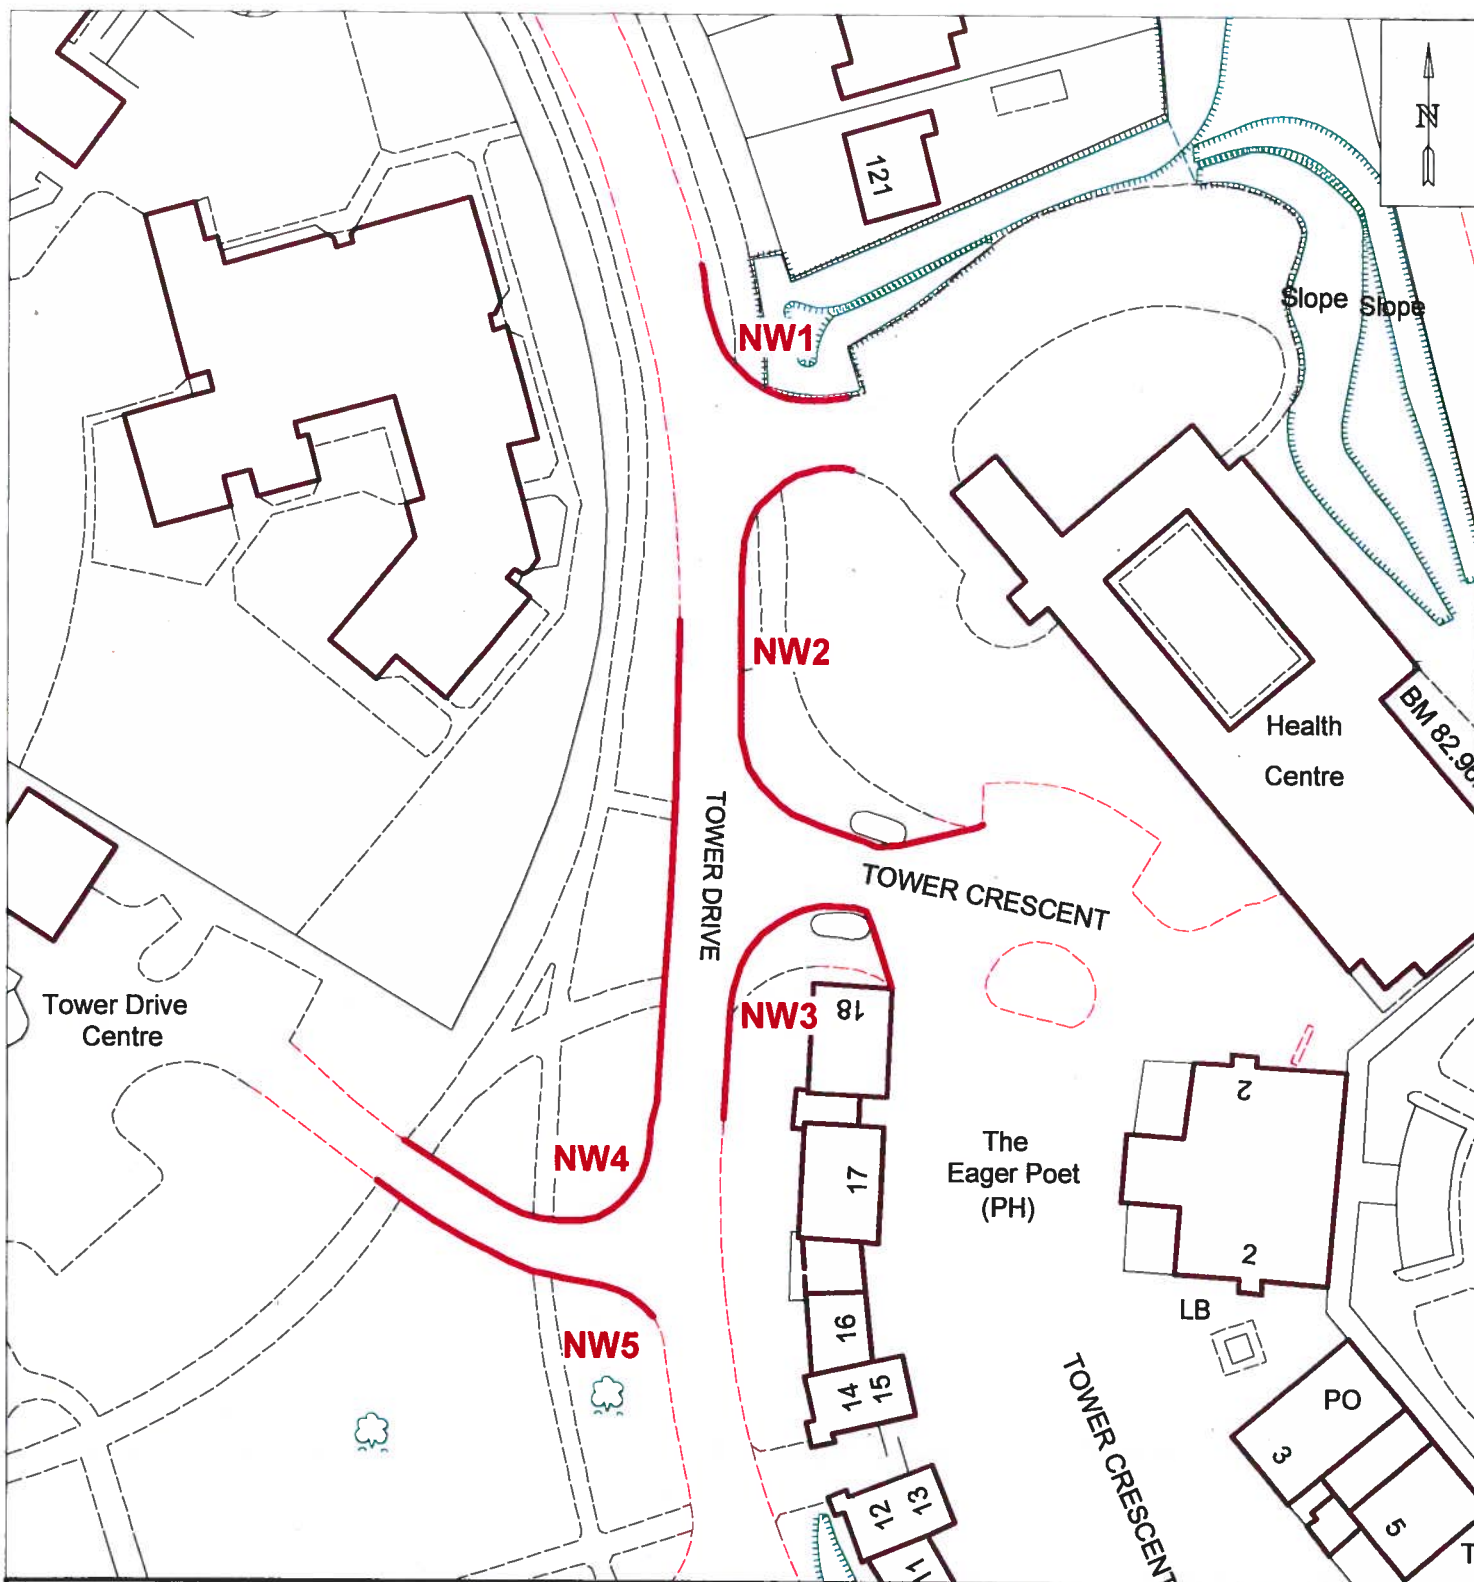 N
121
NW1
Slope
Slope
NW2
Health
Centre
BM 82.96
TOWER DRIVE
TOWER CRESCENT
Tower Drive
Centre
NW3
18
2
The
Eager Poet
(PH)
NW4
17
2
LB
16
NW5
14
15
PO
3
TOWER CRESCENT
12
13
5
11
T